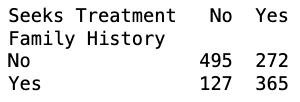 Seeks Treatment   No  Yes
Family History
No               495  272
Yes              127  365